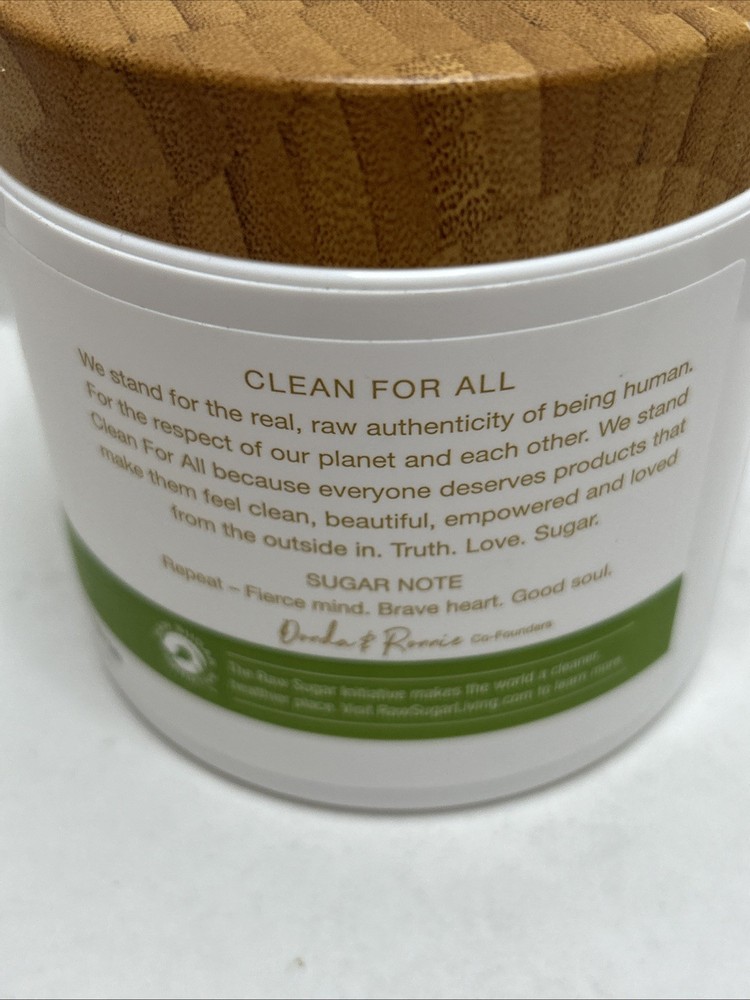 CLEAN FOR ALL
We stand for the real, raw authenticity of being human.
For the respect of our planet and each other. We stand
Clean For All because everyone deserves products that
make them feel clean, beautiful, empowered and loved
from the outside in. Truth. Love. Sugar.
SUGAR NOTE
Repeat – Fierce mind. Brave heart. Good soul.
Donda & Ronnie Co-Founders
The Raw Sugar Initiative makes the world a cleaner,
healthier place. Visit RawSugarLiving.com to learn more.